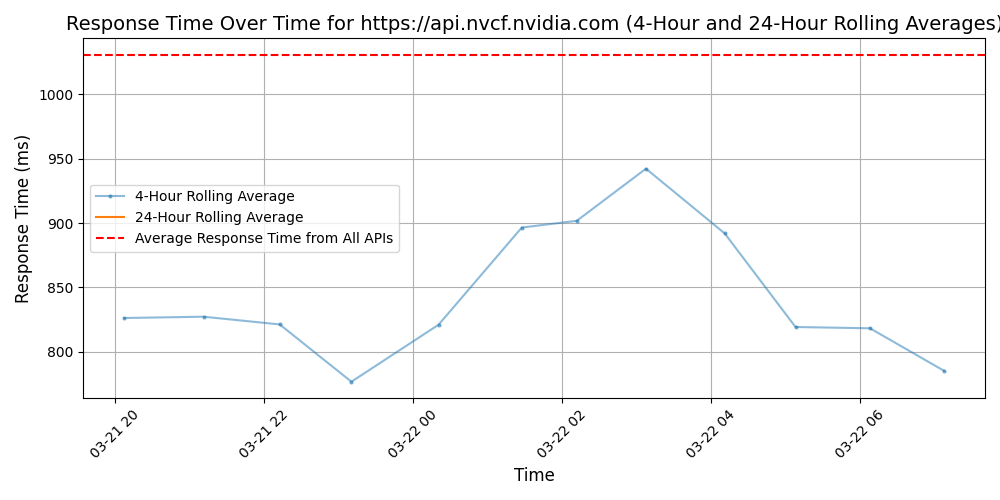 Response Time Over Time for https://api.nvcf.nvidia.com (4-Hour and 24-Hour Rolling Averages)
Response Time (ms)
1000
950
900
850
800
4-Hour Rolling Average
24-Hour Rolling Average
Average Response Time from All APIs
03-21 20
03-21 22
03-22 00
03-22 02
03-22 04
03-22 06
Time